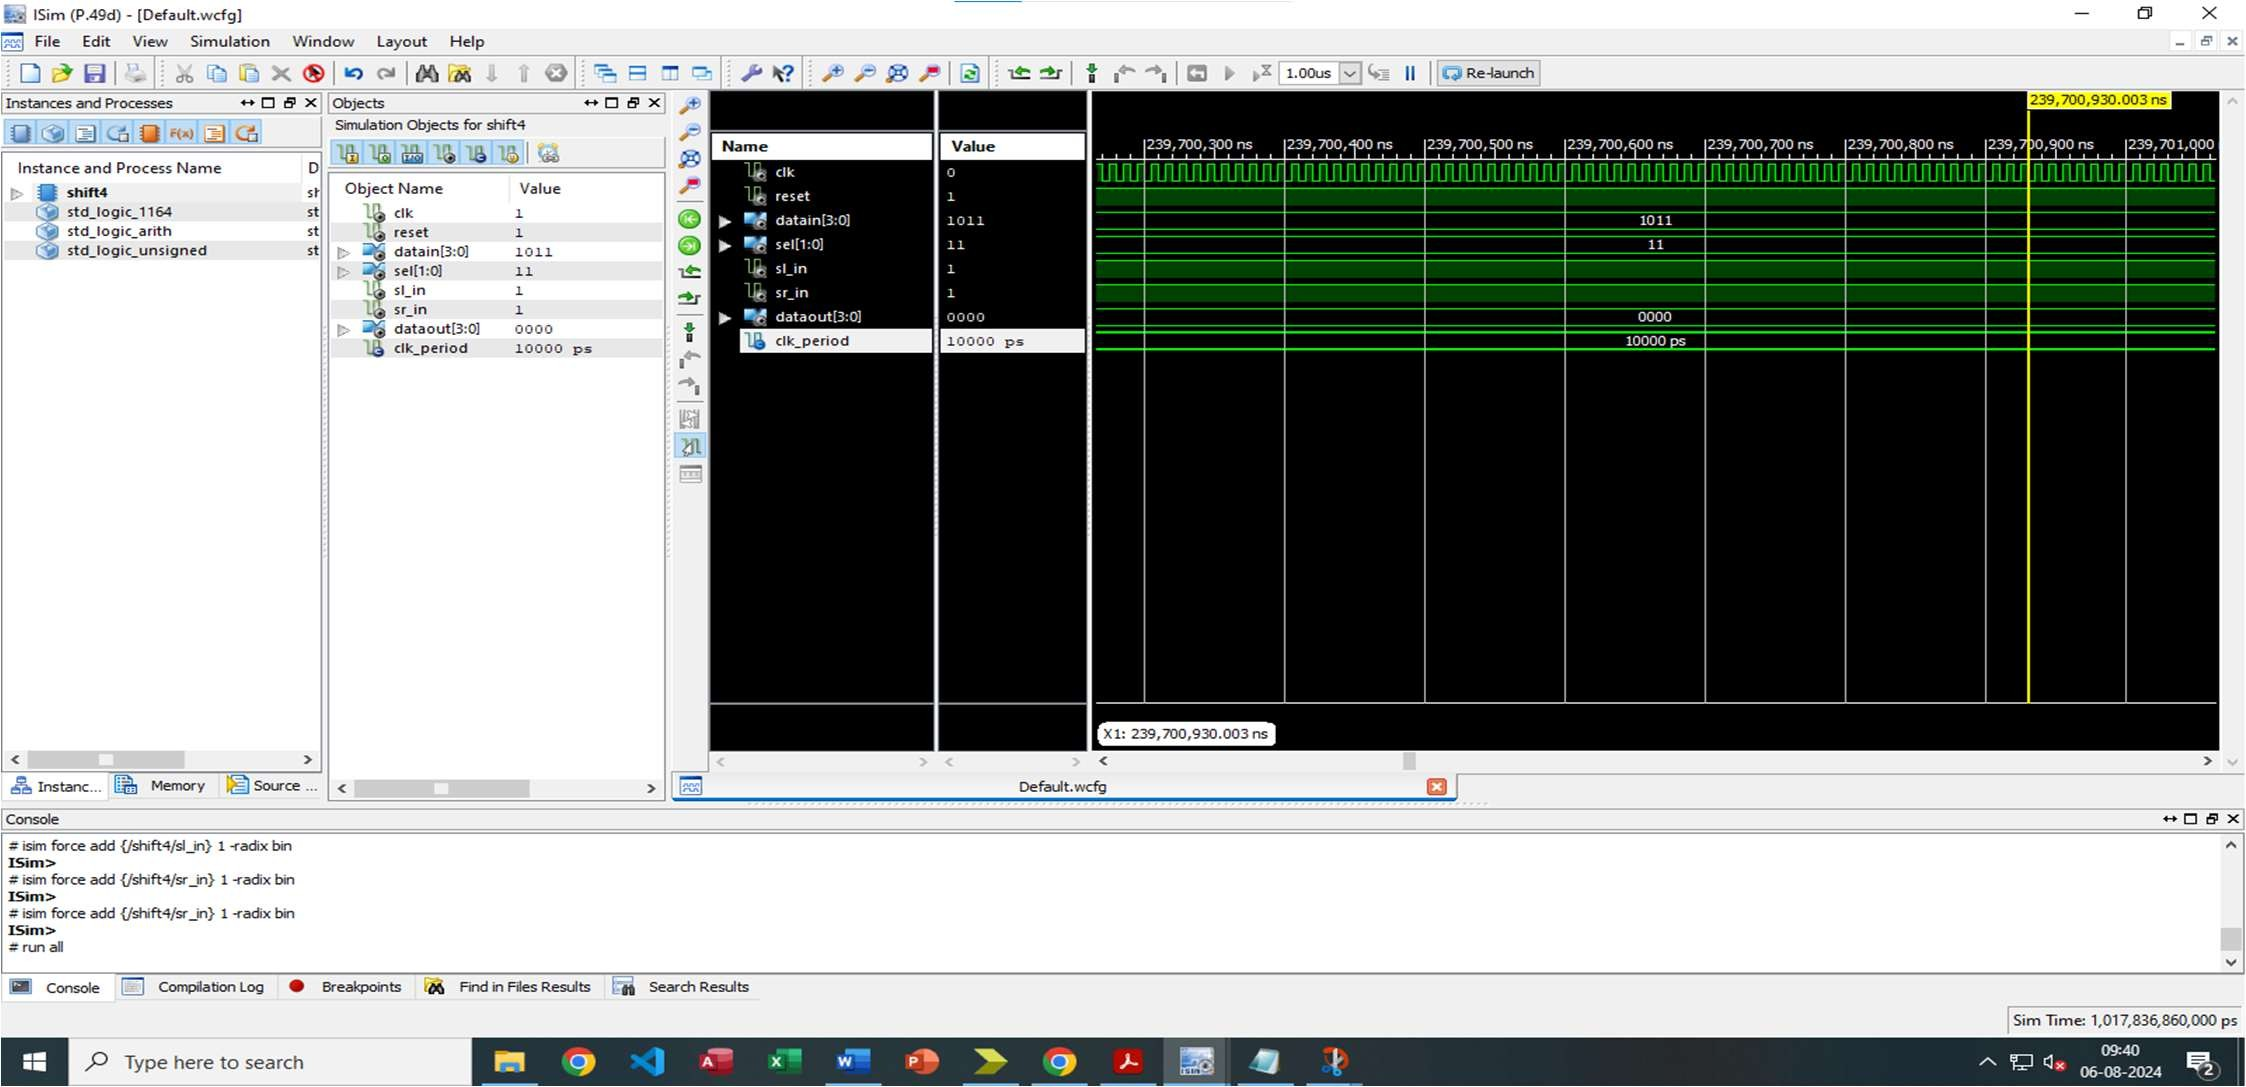 ISim (P.49d) - [Default.wcfg]
File Edit View Simulation Window Layout Help
1.00us Re-launch
Instances and Processes
Instance and Process Name D
shift4 sh
std_logic_1164 st
std_logic_arith st
std_logic_unsigned st
Instanc... Memory Source ...
Objects
Simulation Objects for shift4
Object Name Value
clk 1
reset 1
datain[3:0] 1011
sel[1:0] 11
sl_in 1
sr_in 1
dataout[3:0] 0000
clk_period 10000 ps
Name Value
clk 0
reset 1
datain[3:0] 1011
sel[1:0] 11
sl_in 1
sr_in 1
dataout[3:0] 0000
clk_period 10000 ps
239,700,930.003 ns
239,700,300 ns 239,700,400 ns 239,700,500 ns 239,700,600 ns 239,700,700 ns 239,700,800 ns 239,700,900 ns 239,701,000
1011
11
0000
10000 ps
X1: 239,700,930.003 ns
Default.wcfg
Console
# isim force add {/shift4/sl_in} 1 -radix bin
ISim>
# isim force add {/shift4/sr_in} 1 -radix bin
ISim>
# isim force add {/shift4/sr_in} 1 -radix bin
ISim>
# run all
Console Compilation Log Breakpoints Find in Files Results Search Results
Sim Time: 1,017,836,860,000 ps
Type here to search
09:40
06-08-2024
2